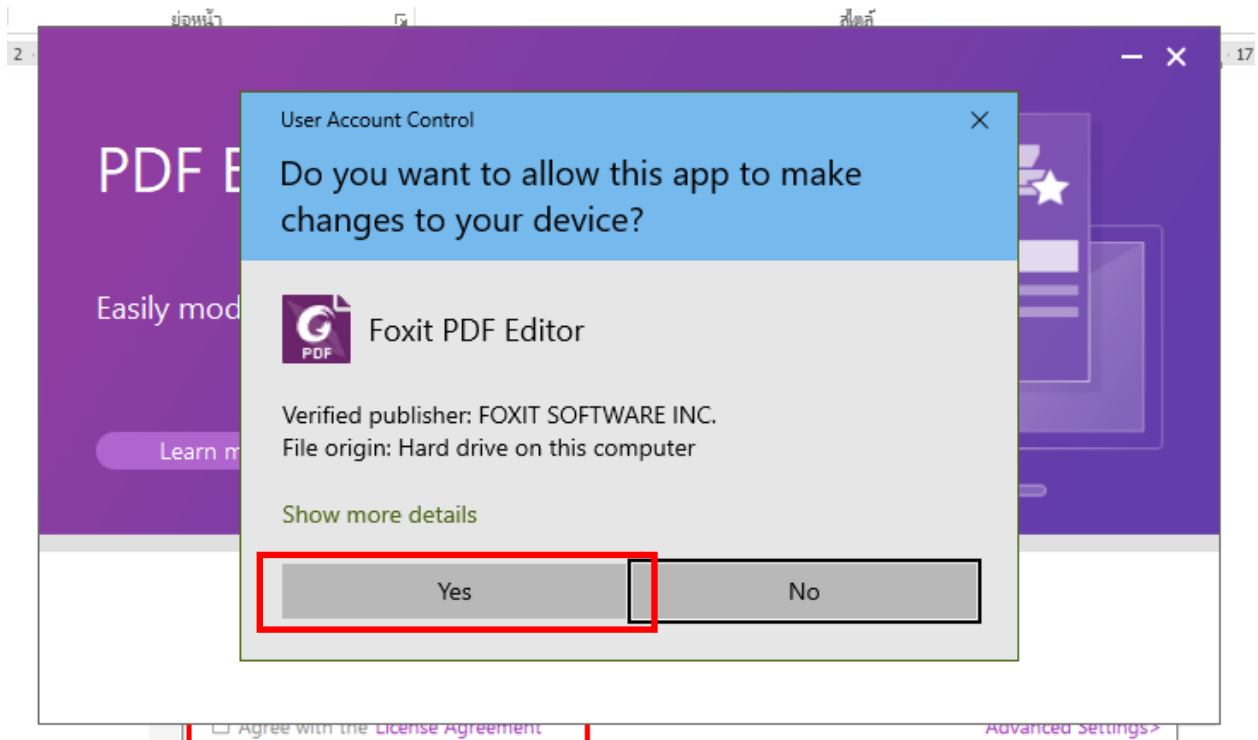 ย่อหน้า
สไตล์
2
17
PDF E
User Account Control
Do you want to allow this app to make
changes to your device?
Easily mod
PDF
Foxit PDF Editor
Verified publisher: FOXIT SOFTWARE INC.
File origin: Hard drive on this computer
Learn m
Show more details
Yes
No
Agree with the License Agreement
Advanced Settings>